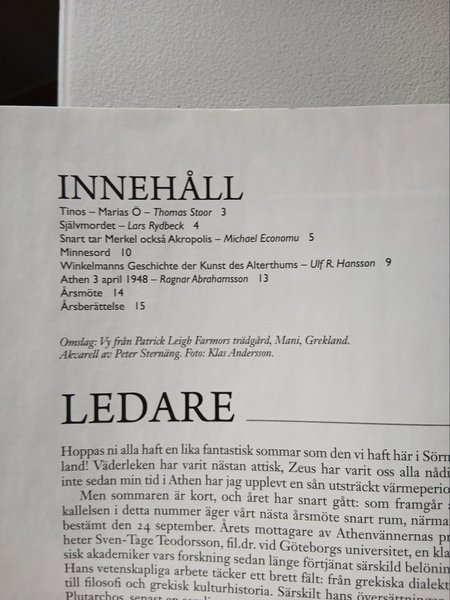 INNEHÅLL
Tinos – Marias Ö – Thomas Stoor 3
Självmordet – Lars Rydbeck 4
Snart tar Merkel också Akropolis – Michael Economu 5
Minnesord 10
Winkelmanns Geschichte der Kunst des Alterthums – Ulf R. Hansson 9
Athen 3 april 1948 – Ragnar Abrahamsson 13
Årsmöte 14
Årsberättelse 15
Omslag: Vy från Patrick Leigh Farmors trädgård, Mani, Grekland.
Akvarell av Peter Sternäng. Foto: Klas Andersson.
LEDARE
Hoppas ni alla haft en lika fantastisk sommar som den vi haft här i Sörm
land! Väderleken har varit nästan attisk, Zeus har varit oss alla nådi
inte sedan min tid i Athen har jag upplevt en sån utsträckt värmeperio
Men sommaren är kort, och året har snart gått: som framgår a
kallelsen i detta nummer äger vårt nästa årsmöte snart rum, närma
bestämt den 24 september. Årets mottagare av Athenvännernas pr
heter Sven-Tage Teodorsson, fil.dr. vid Göteborgs universitet, en kla
sisk akademiker vars forskning sedan länge förtjänat särskild belönin
Hans vetenskapliga arbete täcker ett brett fält: från grekiska dialekt
till filosofi och grekisk kulturhistoria. Särskilt hans översättningar
Plutarchos, senast en